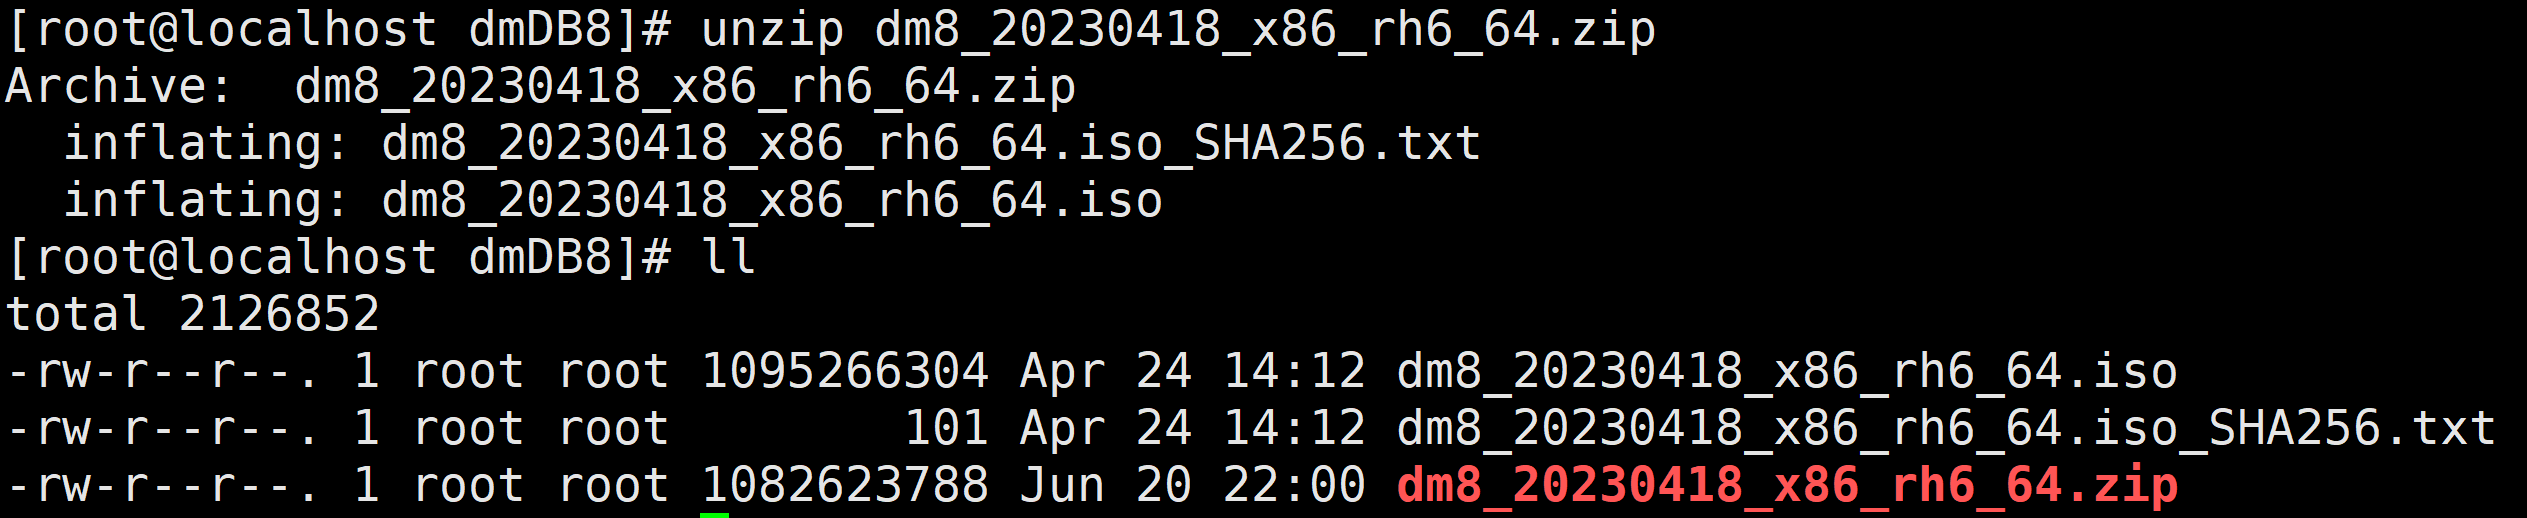 [root@localhost dmDB8]# unzip dm8_20230418_x86_rh6_64.zip
Archive:  dm8_20230418_x86_rh6_64.zip
  inflating: dm8_20230418_x86_rh6_64.iso_SHA256.txt
  inflating: dm8_20230418_x86_rh6_64.iso
[root@localhost dmDB8]# ll
total 2126852
-rw-r--r--. 1 root root 1095266304 Apr 24 14:12 dm8_20230418_x86_rh6_64.iso
-rw-r--r--. 1 root root        101 Apr 24 14:12 dm8_20230418_x86_rh6_64.iso_SHA256.txt
-rw-r--r--. 1 root root 1082623788 Jun 20 22:00 dm8_20230418_x86_rh6_64.zip